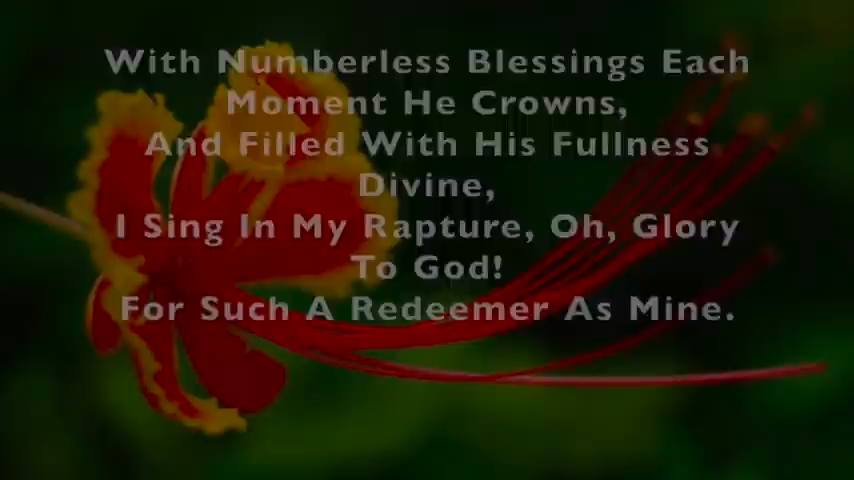 With Numberless Blessings Each
Moment He Crowns,
And Filled With His Fullness
Divine,
I Sing In My Rapture, Oh, Glory
To God!
For Such A Redeemer As Mine.